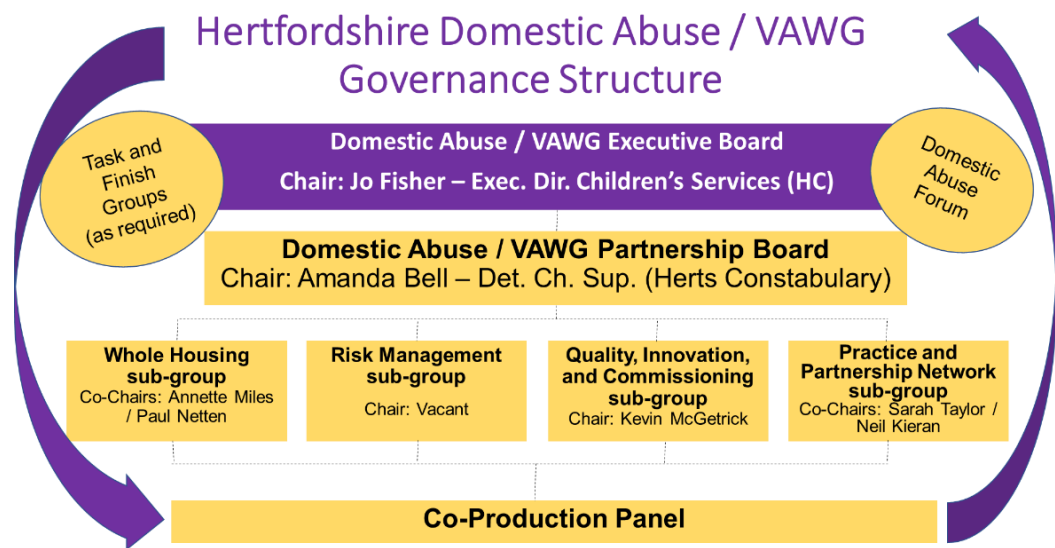 Hertfordshire Domestic Abuse / VAWG
Governance Structure
Task and
Finish
Groups
(as required)
Domestic Abuse / VAWG Executive Board
Chair: Jo Fisher – Exec. Dir. Children's Services (HC)
Domestic
Abuse
Forum
Domestic Abuse / VAWG Partnership Board
Chair: Amanda Bell – Det. Ch. Sup. (Herts Constabulary)
Whole Housing
sub-group
Co-Chairs: Annette Miles
/ Paul Netten
Risk Management
sub-group
Chair: Vacant
Quality, Innovation,
and Commissioning
sub-group
Chair: Kevin McGetrick
Practice and
Partnership Network
sub-group
Co-Chairs: Sarah Taylor /
Neil Kieran
Co-Production Panel